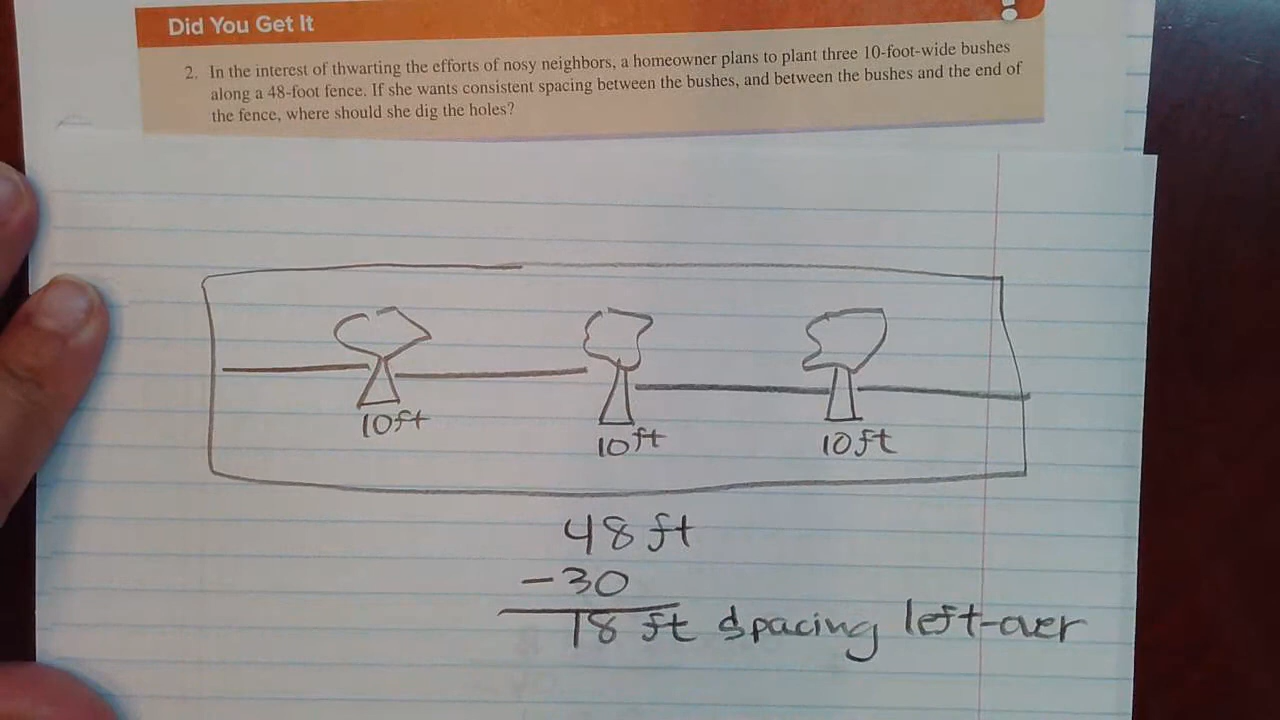 Did You Get It
2. In the interest of thwarting the efforts of nosy neighbors, a homeowner plans to plant three 10-foot-wide bushes
along a 48-foot fence. If she wants consistent spacing between the bushes, and between the bushes and the end of
the fence, where should she dig the holes?
10ft 10ft 10ft
48 ft
-30
18 ft spacing left-over